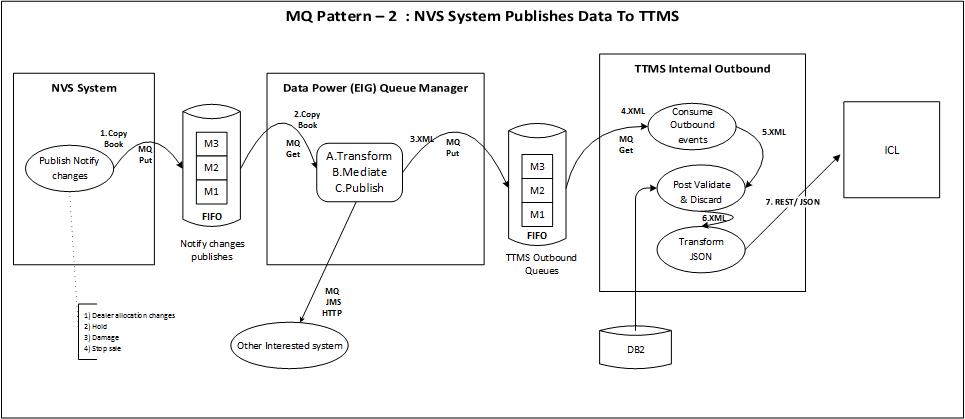 MQ Pattern – 2 : NVS System Publishes Data To TTMS
NVS System
Publish Notify
changes
1) Dealer allocation changes
2) Hold
3) Damage
4) Stop sale
1.Copy
Book
MQ
Put
M3
M2
M1
FIFO
Notify changes
publishes
Data Power (EIG) Queue Manager
2.Copy
Book
MQ
Get
A.Transform
B.Mediate
C.Publish
3.XML
MQ
Put
MQ
JMS
HTTP
Other Interested system
M3
M2
M1
FIFO
TTMS Outbound
Queues
TTMS Internal Outbound
4.XML
MQ
Get
Consume
Outbound
events
5.XML
Post Validate
& Discard
6.XML
Transform
JSON
7. REST/ JSON
DB2
ICL